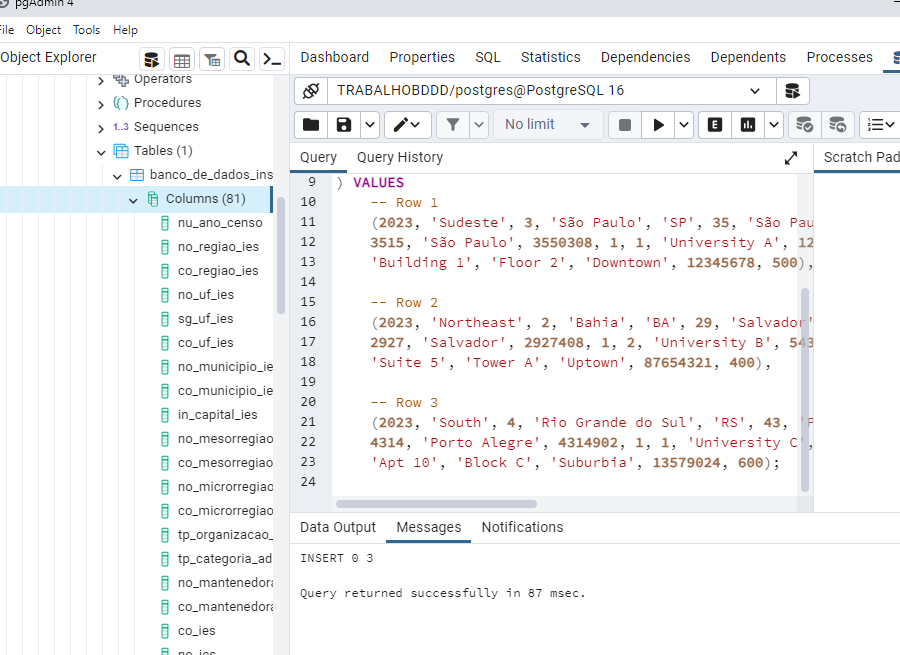 pgAdmin 4
File Object Tools Help
Object Explorer
Dashboard Properties SQL Statistics Dependencies Dependents Processes
Operators
Procedures
1..3 Sequences
Tables (1)
banco_de_dados_ins
Columns (81)
nu_ano_censo
no_regiao_ies
co_regiao_ies
no_uf_ies
sg_uf_ies
co_uf_ies
no_municipio_ie
co_municipio_ie
in_capital_ies
no_mesorregiao
co_mesorregiao
no_microrregiao
co_microrregiao
tp_organizacao_
tp_categoria_ad
no_mantenedora
co_mantenedora
co_ies
no_ies
TRABALHOBDDD/postgres@PostgreSQL 16
No limit
E
Query Query History
Scratch Pad
9 ) VALUES
10 -- Row 1
11 (2023, 'Sudeste', 3, 'São Paulo', 'SP', 35, 'São Pau
12 3515, 'São Paulo', 3550308, 1, 1, 'University A', 12
13 'Building 1', 'Floor 2', 'Downtown', 12345678, 500),
14
15 -- Row 2
16 (2023, 'Northeast', 2, 'Bahia', 'BA', 29, 'Salvador'
17 2927, 'Salvador', 2927408, 1, 2, 'University B', 543
18 'Suite 5', 'Tower A', 'Uptown', 87654321, 400),
19
20 -- Row 3
21 (2023, 'South', 4, 'Rio Grande do Sul', 'RS', 43, 'P
22 4314, 'Porto Alegre', 4314902, 1, 1, 'University C',
23 'Apt 10', 'Block C', 'Suburbia', 13579024, 600);
24
Data Output Messages Notifications
INSERT 0 3
Query returned successfully in 87 msec.